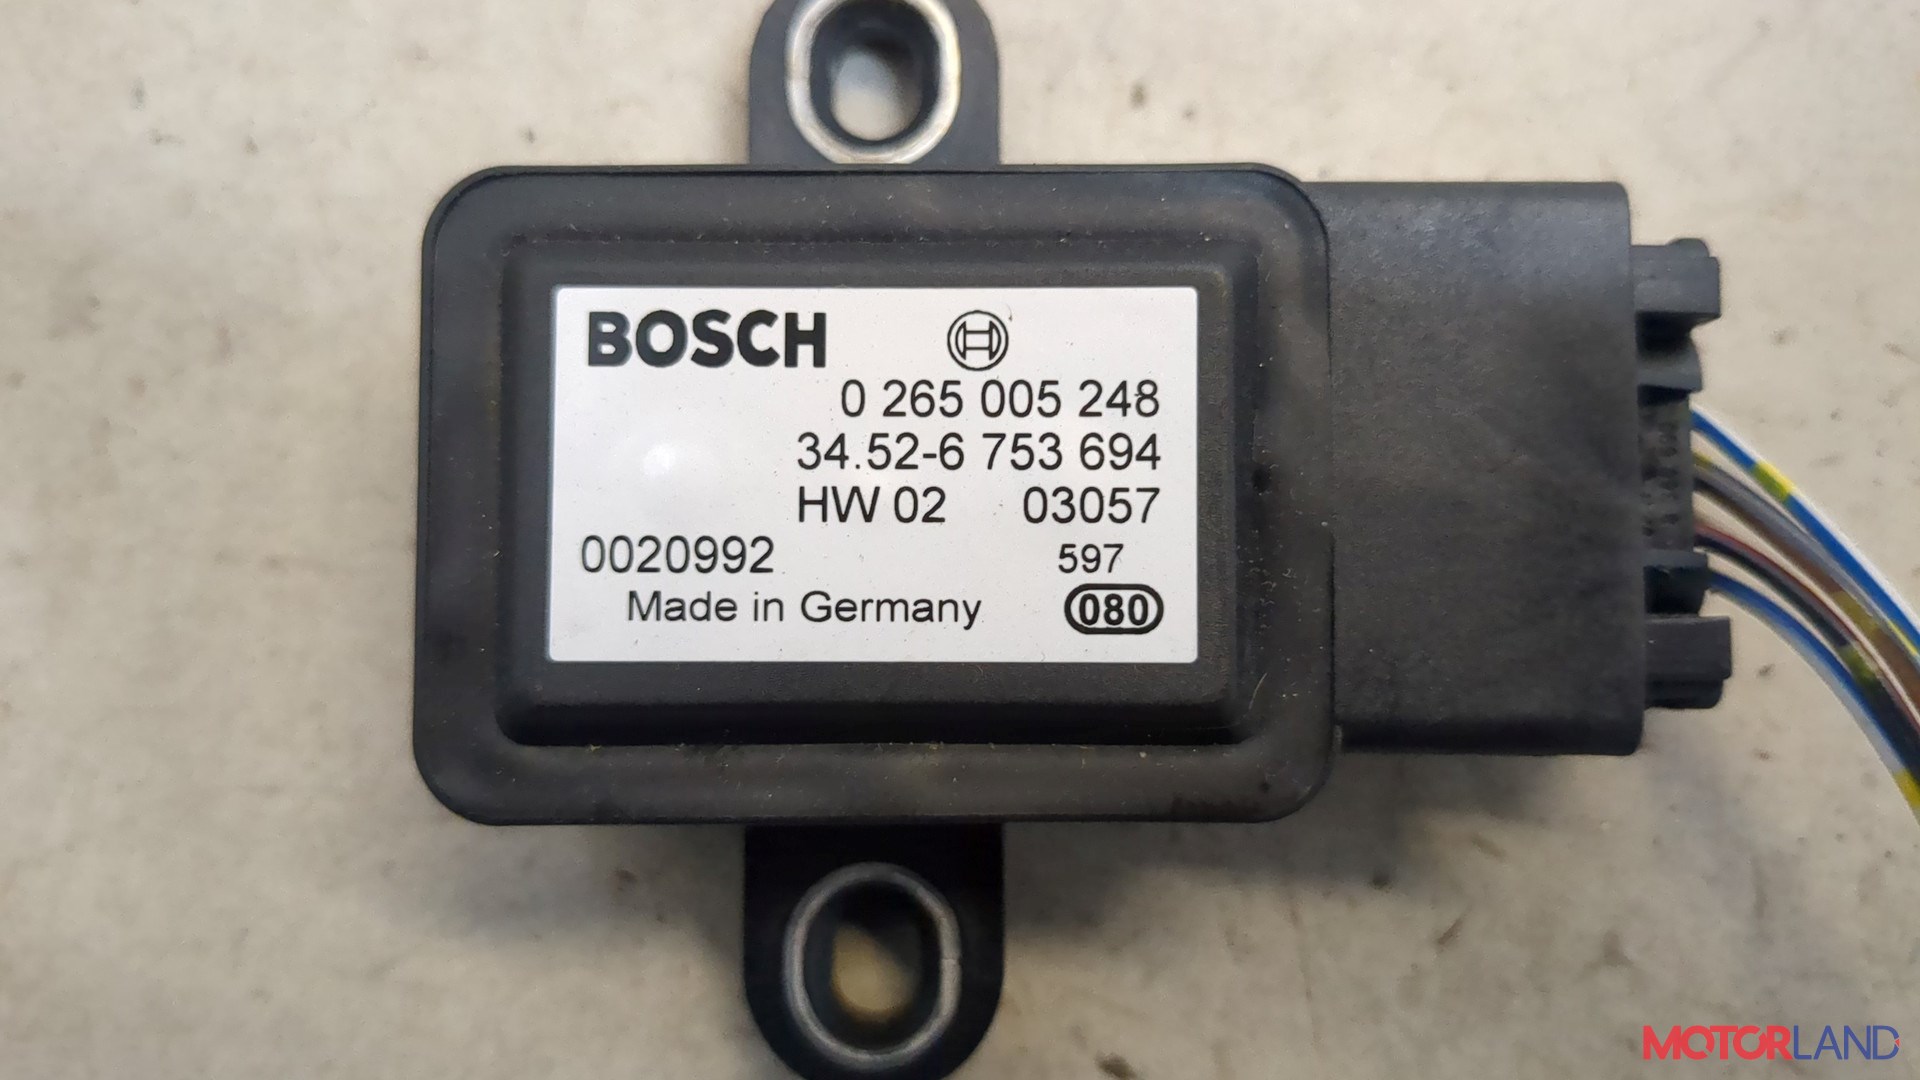 BOSCH
0 265 005 248
34.52-6 753 694
HW 02 03057
0020992 597
Made in Germany 080
MOTORLAND